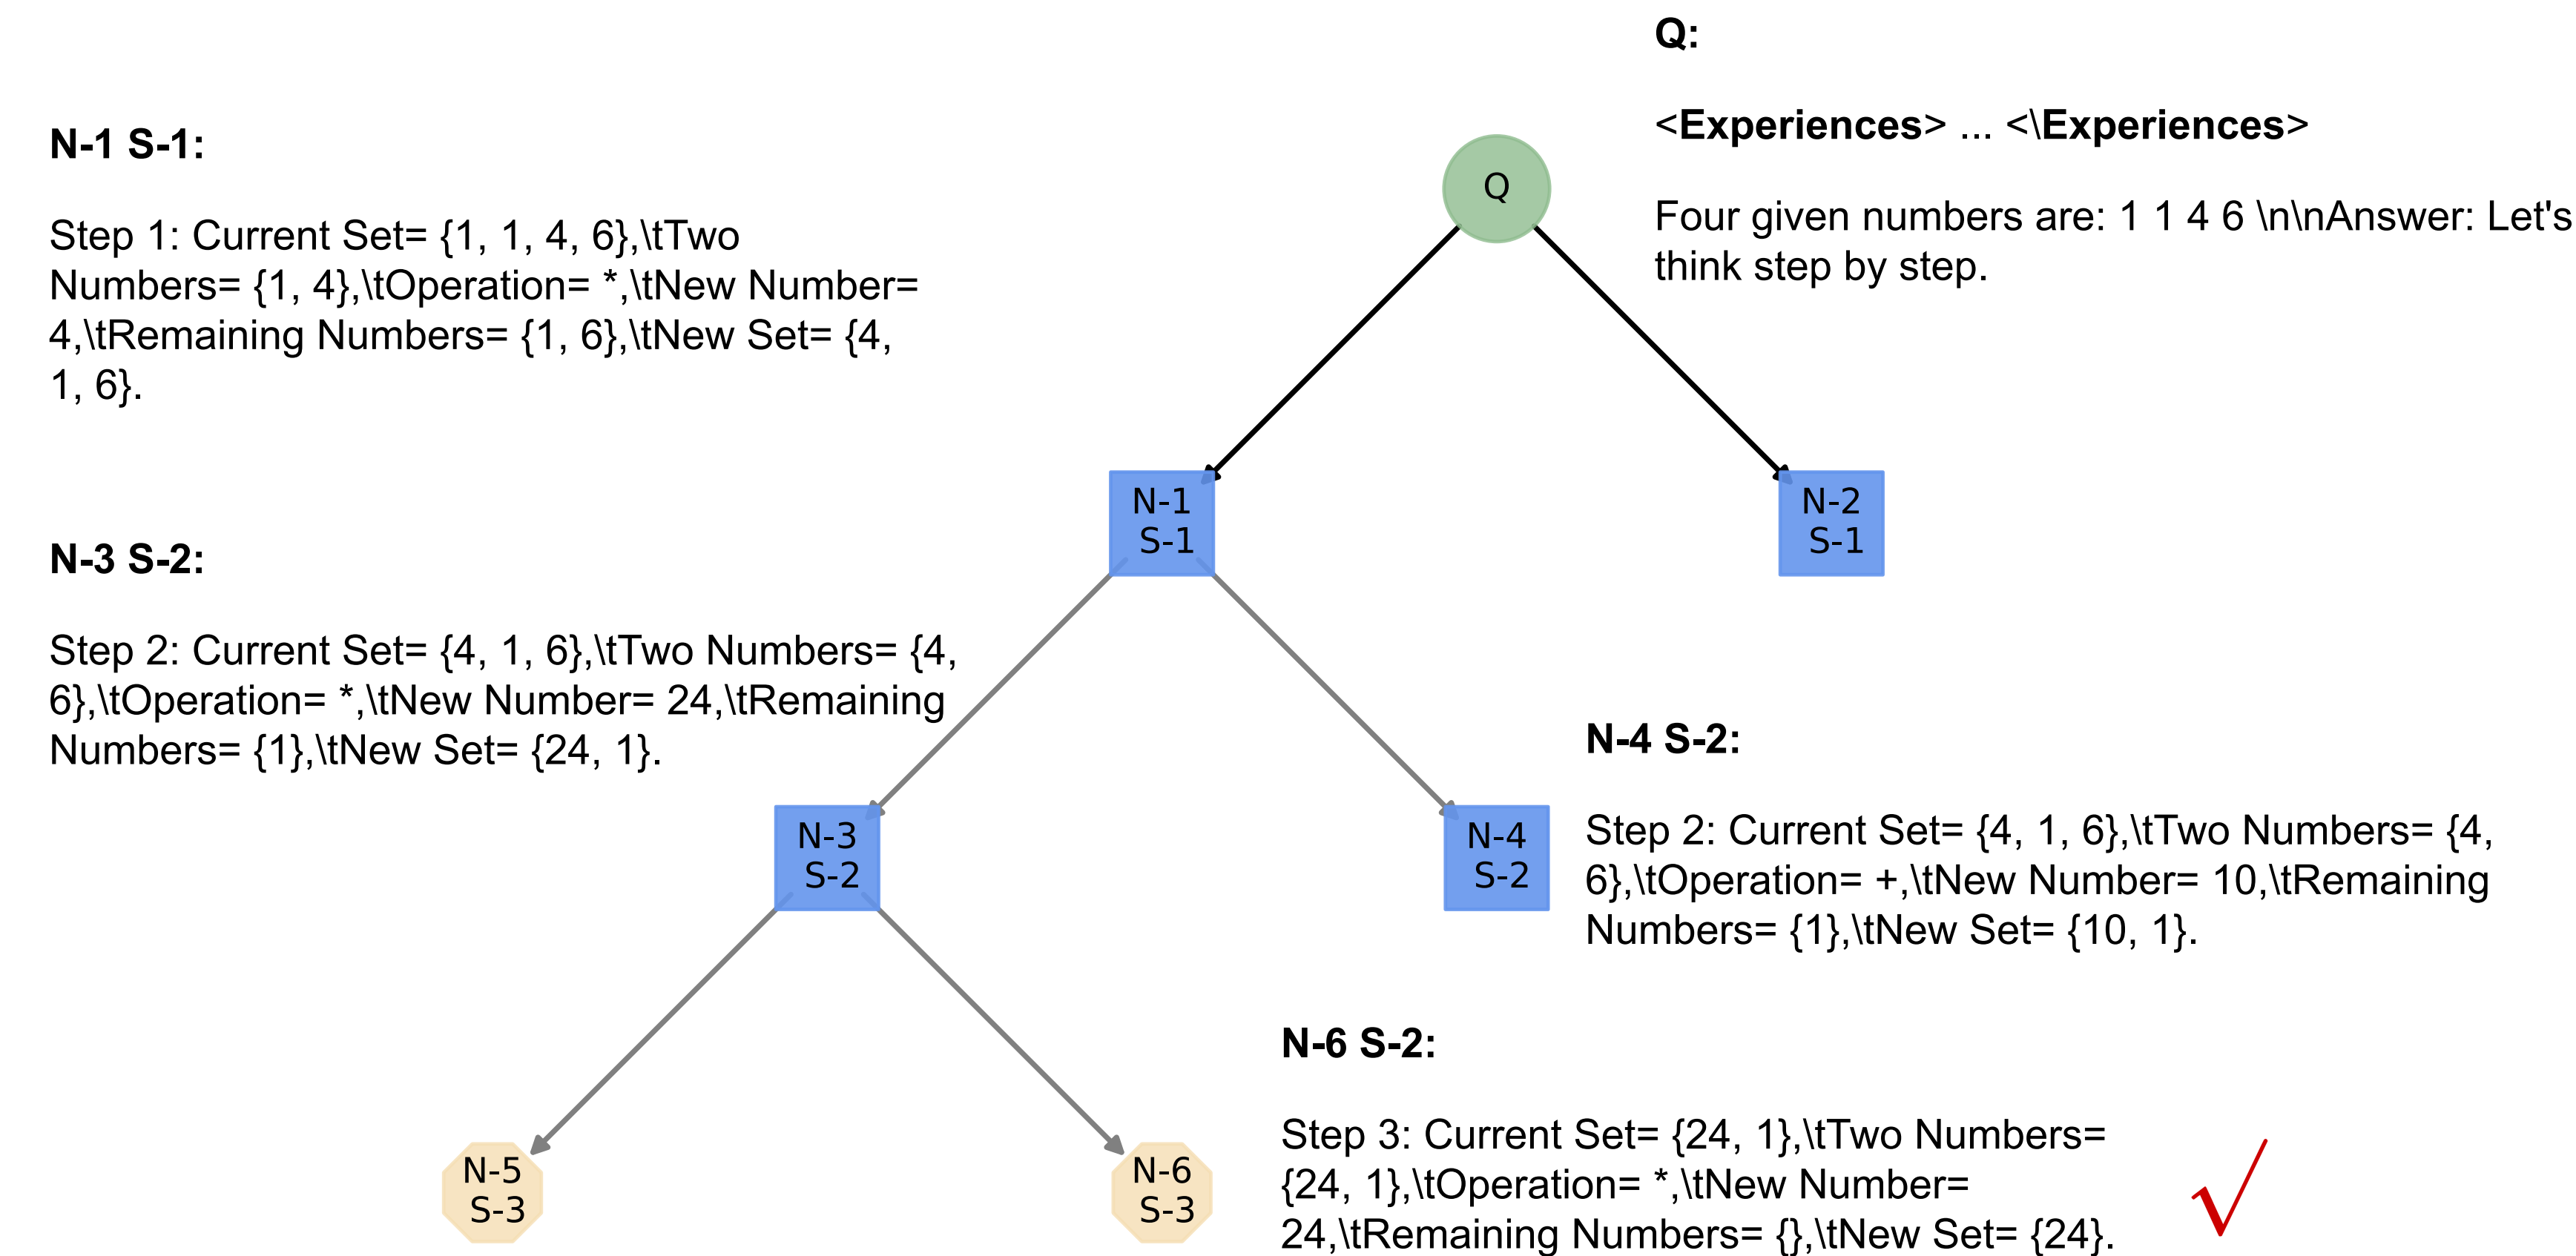 Q:
<Experiences> ... <\Experiences>
Four given numbers are: 1 1 4 6 \n\nAnswer: Let's
think step by step.
N-1 S-1:
Step 1: Current Set= {1, 1, 4, 6},\tTwo
Numbers= {1, 4},\tOperation= *,\tNew Number=
4,\tRemaining Numbers= {1, 6},\tNew Set= {4,
1, 6}.
Q
N-1
S-1
N-2
S-1
N-3 S-2:
Step 2: Current Set= {4, 1, 6},\tTwo Numbers= {4,
6},\tOperation= *,\tNew Number= 24,\tRemaining
Numbers= {1},\tNew Set= {24, 1}.
N-3
S-2
N-4
S-2
N-4 S-2:
Step 2: Current Set= {4, 1, 6},\tTwo Numbers= {4,
6},\tOperation= +,\tNew Number= 10,\tRemaining
Numbers= {1},\tNew Set= {10, 1}.
N-5
S-3
N-6
S-3
N-6 S-2:
Step 3: Current Set= {24, 1},\tTwo Numbers=
{24, 1},\tOperation= *,\tNew Number=
24,\tRemaining Numbers= {},\tNew Set= {24}.